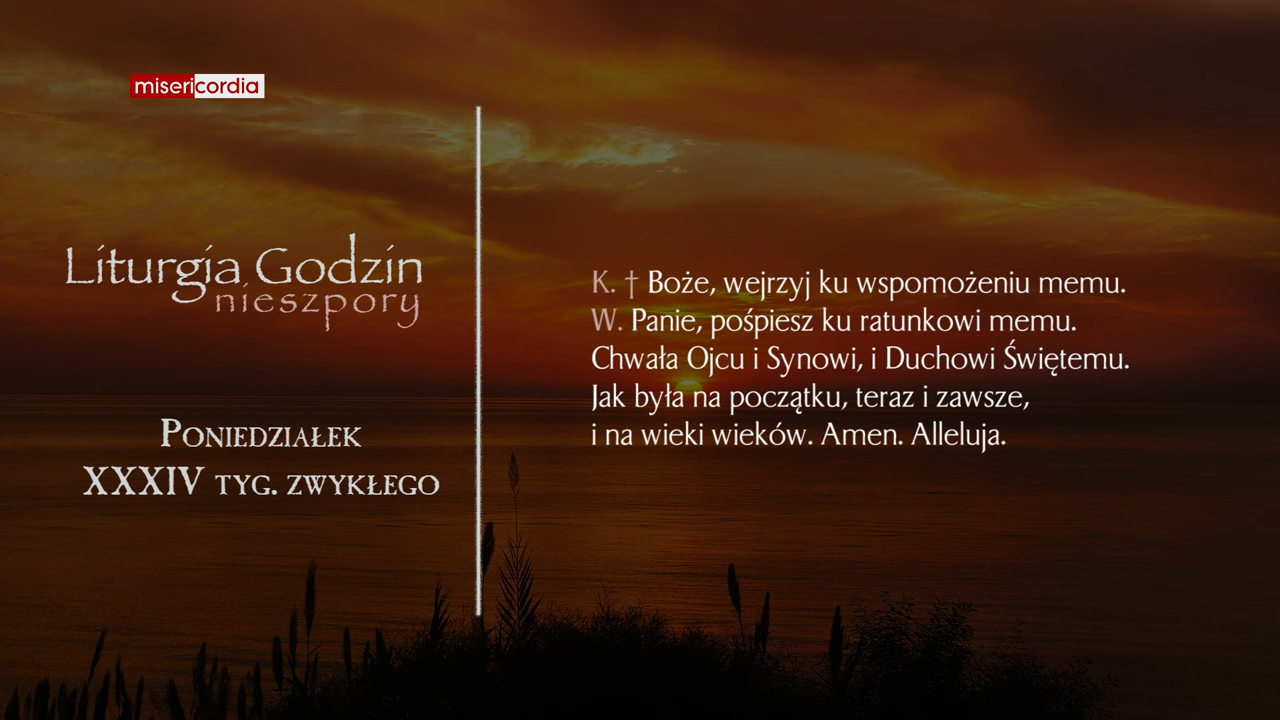 misericordia
Liturgia Godzin
nieszpory
Poniedziałek
XXXIV tyg. zwykłego
K. † Boże, wejrzyj ku wspomożeniu memu.
W. Panie, pośpiesz ku ratunkowi memu.
Chwała Ojcu i Synowi, i Duchowi Świętemu.
Jak była na początku, teraz i zawsze,
i na wieki wieków. Amen. Alleluja.